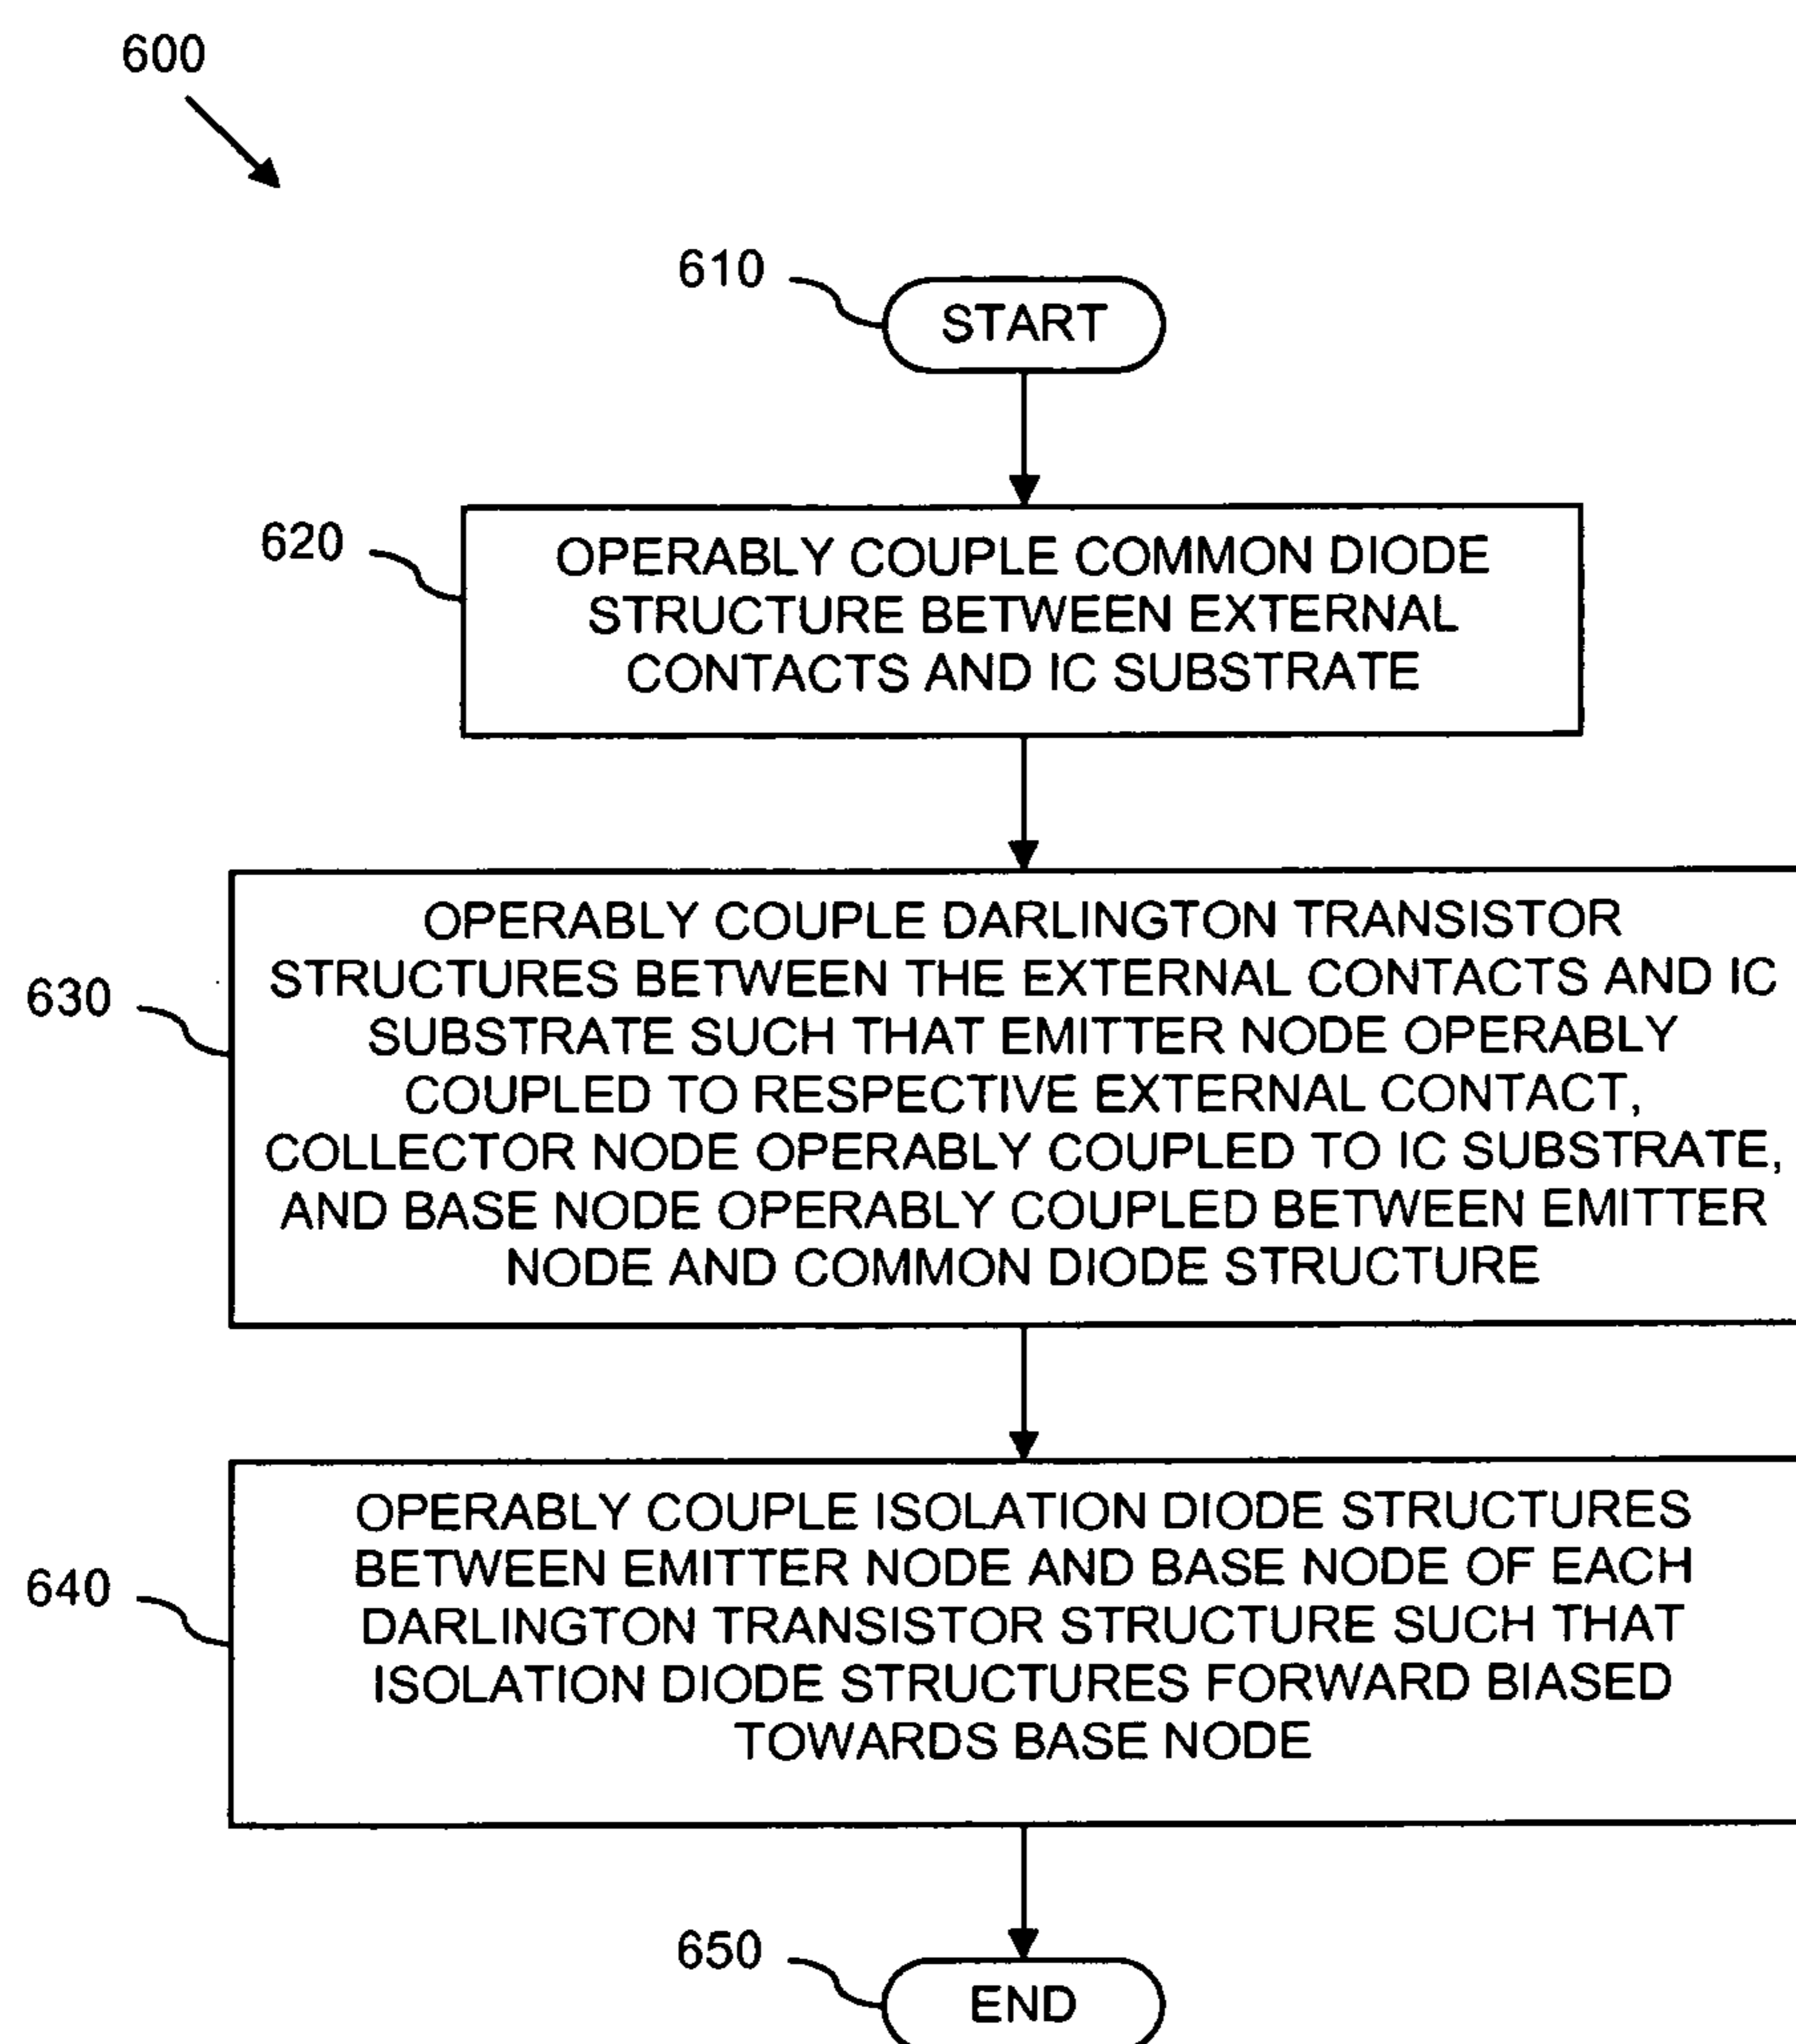 600
610
START
620
OPERABLY COUPLE COMMON DIODE
STRUCTURE BETWEEN EXTERNAL
CONTACTS AND IC SUBSTRATE
630
OPERABLY COUPLE DARLINGTON TRANSISTOR
STRUCTURES BETWEEN THE EXTERNAL CONTACTS AND IC
SUBSTRATE SUCH THAT EMITTER NODE OPERABLY
COUPLED TO RESPECTIVE EXTERNAL CONTACT,
COLLECTOR NODE OPERABLY COUPLED TO IC SUBSTRATE,
AND BASE NODE OPERABLY COUPLED BETWEEN EMITTER
NODE AND COMMON DIODE STRUCTURE
640
OPERABLY COUPLE ISOLATION DIODE STRUCTURES
BETWEEN EMITTER NODE AND BASE NODE OF EACH
DARLINGTON TRANSISTOR STRUCTURE SUCH THAT
ISOLATION DIODE STRUCTURES FORWARD BIASED
TOWARDS BASE NODE
650
END